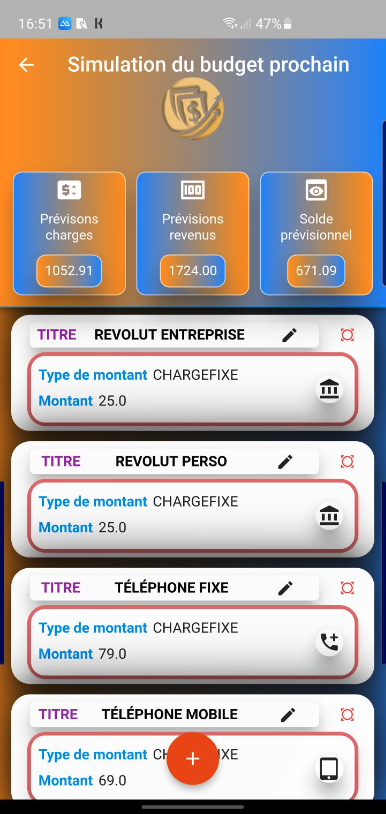 16:51 47%
Simulation du budget prochain
Prévisons
charges
1052.91
Prévisions
revenus
1724.00
Solde
prévisionnel
671.09
TITRE REVOLUT ENTREPRISE
Type de montant CHARGEFIXE
Montant 25.0
TITRE REVOLUT PERSO
Type de montant CHARGEFIXE
Montant 25.0
TITRE TÉLÉPHONE FIXE
Type de montant CHARGEFIXE
Montant 79.0
TITRE TÉLÉPHONE MOBILE
Type de montant
Montant 69.0